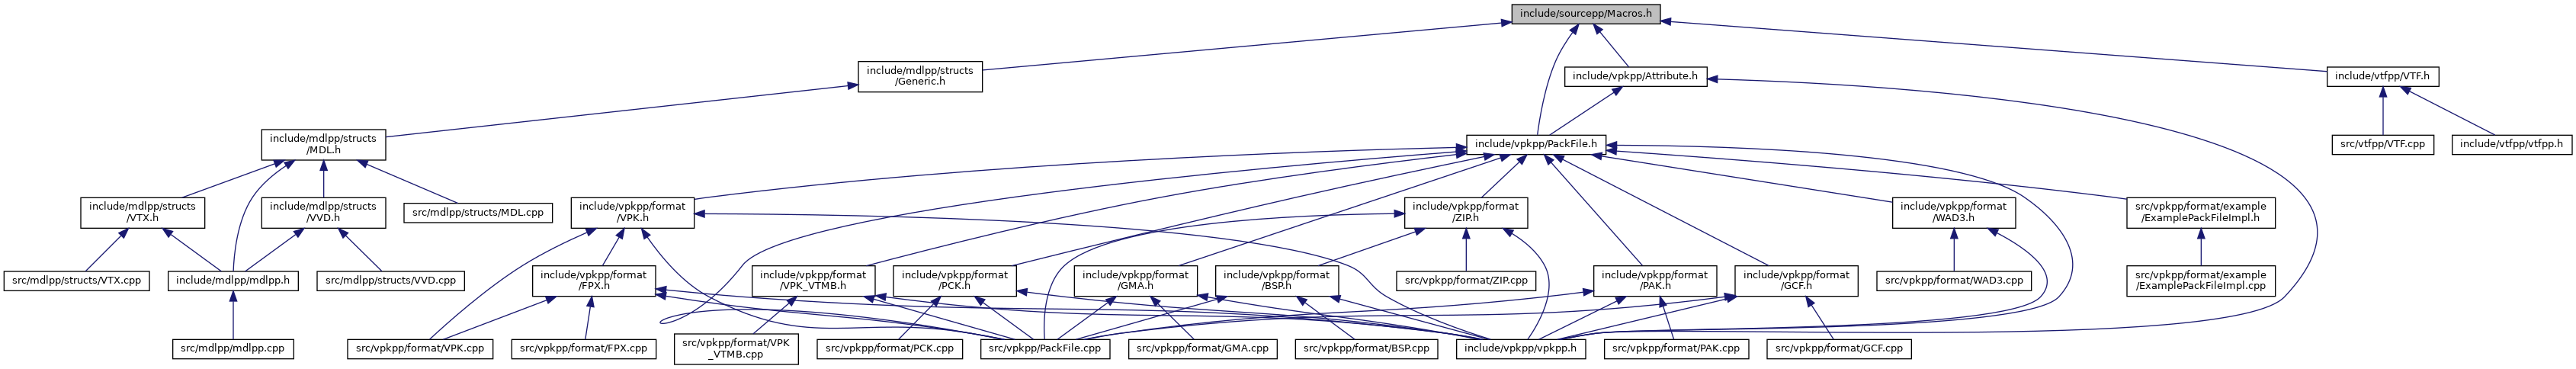 include/sourcepp/Macros.h
include/mdlpp/structs
/Generic.h
include/vpkpp/Attribute.h
include/vtfpp/VTF.h
include/mdlpp/structs
/MDL.h
include/vpkpp/PackFile.h
src/vtfpp/VTF.cpp
include/vtfpp/vtfpp.h
include/mdlpp/structs
/VTX.h
include/mdlpp/structs
/VVD.h
src/mdlpp/structs/MDL.cpp
include/vpkpp/format
/VPK.h
include/vpkpp/format
/ZIP.h
include/vpkpp/format
/WAD3.h
src/vpkpp/format/example
/ExamplePackFileImpl.h
src/mdlpp/structs/VTX.cpp
include/mdlpp/mdlpp.h
src/mdlpp/structs/VVD.cpp
include/vpkpp/format
/FPX.h
include/vpkpp/format
/VPK_VTMB.h
include/vpkpp/format
/PCK.h
include/vpkpp/format
/GMA.h
include/vpkpp/format
/BSP.h
src/vpkpp/format/ZIP.cpp
include/vpkpp/format
/PAK.h
include/vpkpp/format
/GCF.h
src/vpkpp/format/WAD3.cpp
src/vpkpp/format/example
/ExamplePackFileImpl.cpp
src/mdlpp/mdlpp.cpp
src/vpkpp/format/VPK.cpp
src/vpkpp/format/FPX.cpp
src/vpkpp/format/VPK
_VTMB.cpp
src/vpkpp/format/PCK.cpp
src/vpkpp/PackFile.cpp
src/vpkpp/format/GMA.cpp
src/vpkpp/format/BSP.cpp
include/vpkpp/vpkpp.h
src/vpkpp/format/PAK.cpp
src/vpkpp/format/GCF.cpp